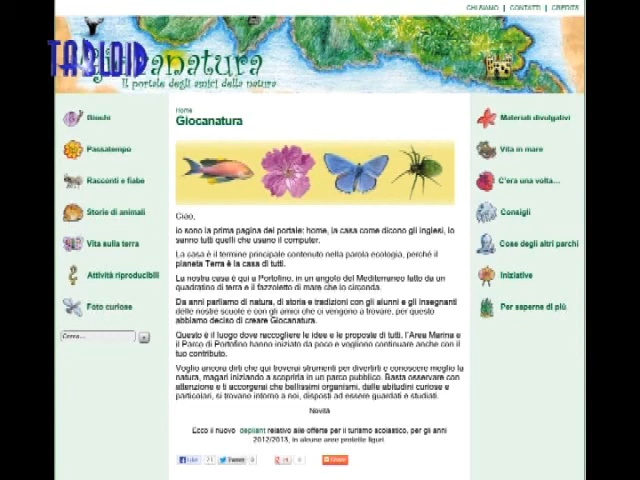 CHI SIAMO | CONTATTI | CREDITS
TABLOID
Giocanatura
Il portale degli amici della natura
Giochi
Passatempo
Racconti e fiabe
Storie di animali
Vita sulla terra
Attività riproducibili
Foto curiose
Cerca...
Home
Giocanatura
Ciao,
io sono la prima pagina del portale: home, la casa come dicono gli inglesi, lo
sanno tutti quelli che usano il computer.
La casa è il termine principale contenuto nella parola ecologia, perché il
pianeta Terra è la casa di tutti.
La nostra casa è qui a Portofino, in un angolo del Mediterraneo fatto da un
quadratino di terra e il fazzoletto di mare che lo circonda.
Da anni parliamo di natura, di storia e tradizioni con gli alunni e gli insegnanti
delle nostre scuole e con gli amici che ci vengono a trovare, per questo
abbiamo deciso di creare Giocanatura.
Questo è il luogo dove raccogliere le idee e le proposte di tutti, l'Area Marina e
il Parco di Portofino hanno iniziato da poco e vogliono continuare anche con il
tuo contributo.
Voglio ancora dirti che qui troverai strumenti per divertirti e conoscere meglio la
natura, magari iniziando a scoprirla in un parco pubblico. Basta osservare con
attenzione e ti accorgerai che bellissimi organismi, dalle abitudini curiose e
particolari, si trovano intorno a noi, disposti ad essere guardati e studiati.
Novità
Ecco il nuovo depliant relativo alle offerte per il turismo scolastico, per gli anni
2012/2013, in alcune aree protette liguri.
Like 21 Tweet 0 +1 0 Share
Materiali divulgativi
Vita in mare
C'era una volta...
Consigli
Cose degli altri parchi
Iniziative
Per saperne di più